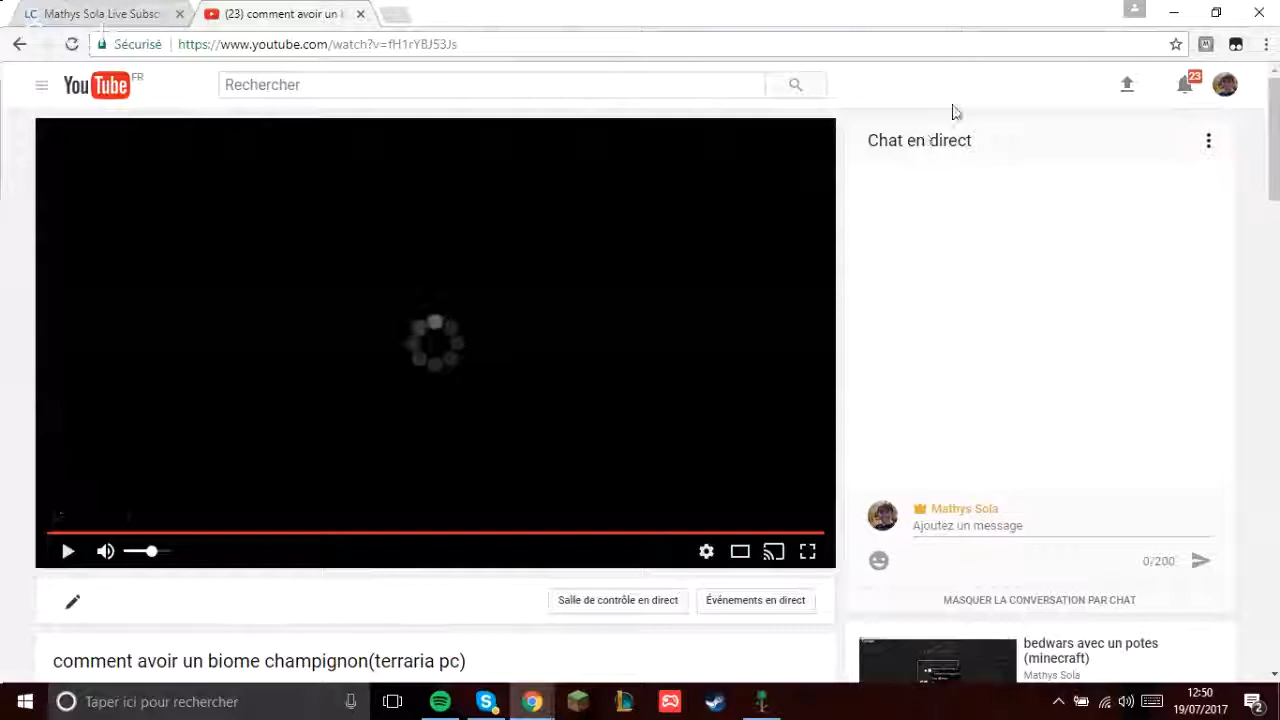 LC Mathys Sola Live Subsc
(23) comment avoir un
Sécurisé
https://www.youtube.com/watch?v=fH1rYBJ53Js
YouTube FR
Rechercher
23
Chat en direct
Mathys Sola
Ajoutez un message
0/200
MASQUER LA CONVERSATION PAR CHAT
Salle de contrôle en direct
Événements en direct
comment avoir un biome champignon(terraria pc)
bedwars avec un potes
(minecraft)
Mathys Sola
Taper ici pour rechercher
12:50
19/07/2017
2